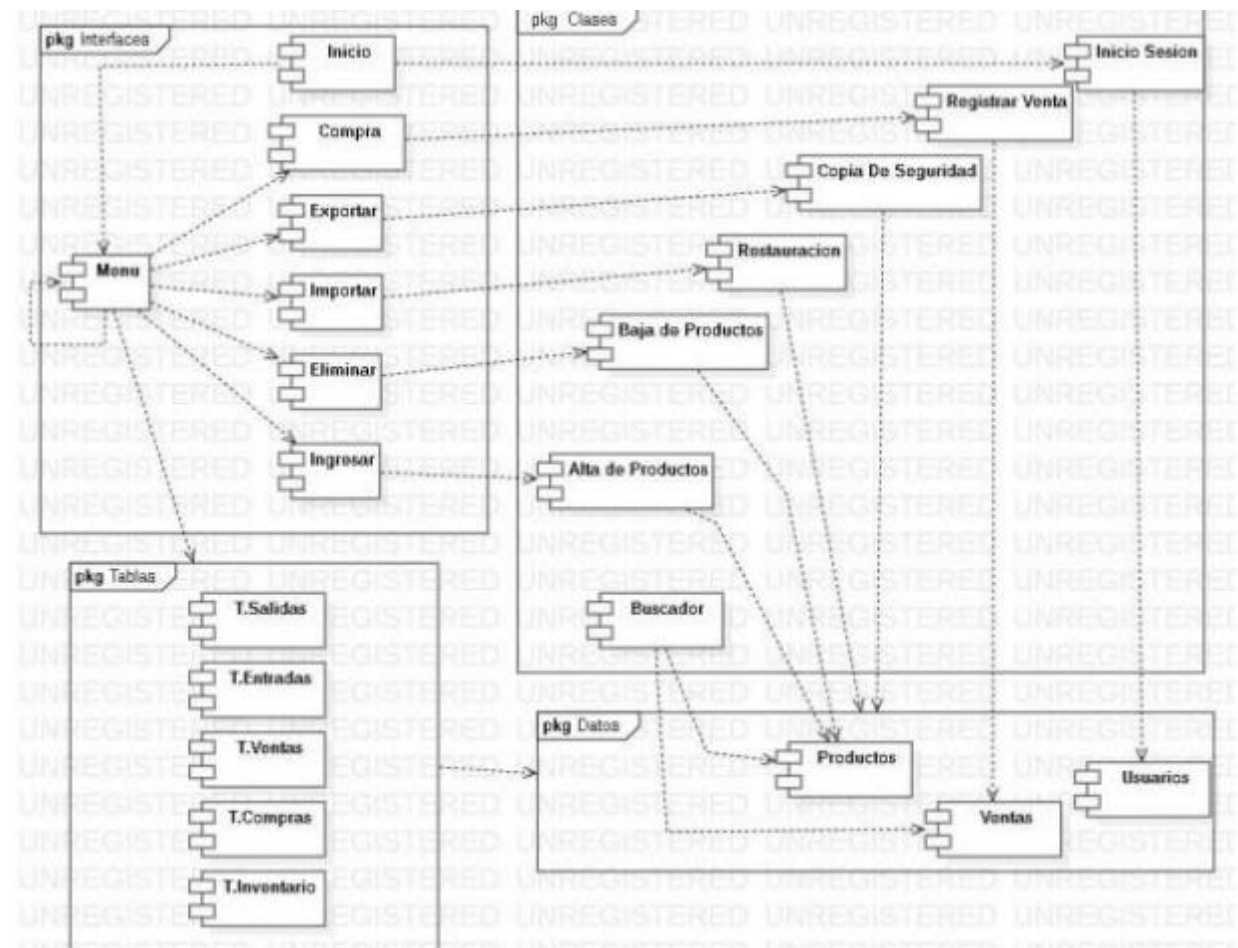 pkg Interfaces
Inicio
Compra
Exportar
Menu
Importar
Eliminar
Ingresar
pkg Clases
Inicio Sesion
Registrar Venta
Copia De Seguridad
Restauracion
Baja de Productos
Alta de Productos
Buscador
pkg Tablas
T.Salidas
T.Entradas
T.Ventas
T.Compras
T.Inventario
pkg Datos
Productos
Ventas
Usuarios
UNREGISTERED